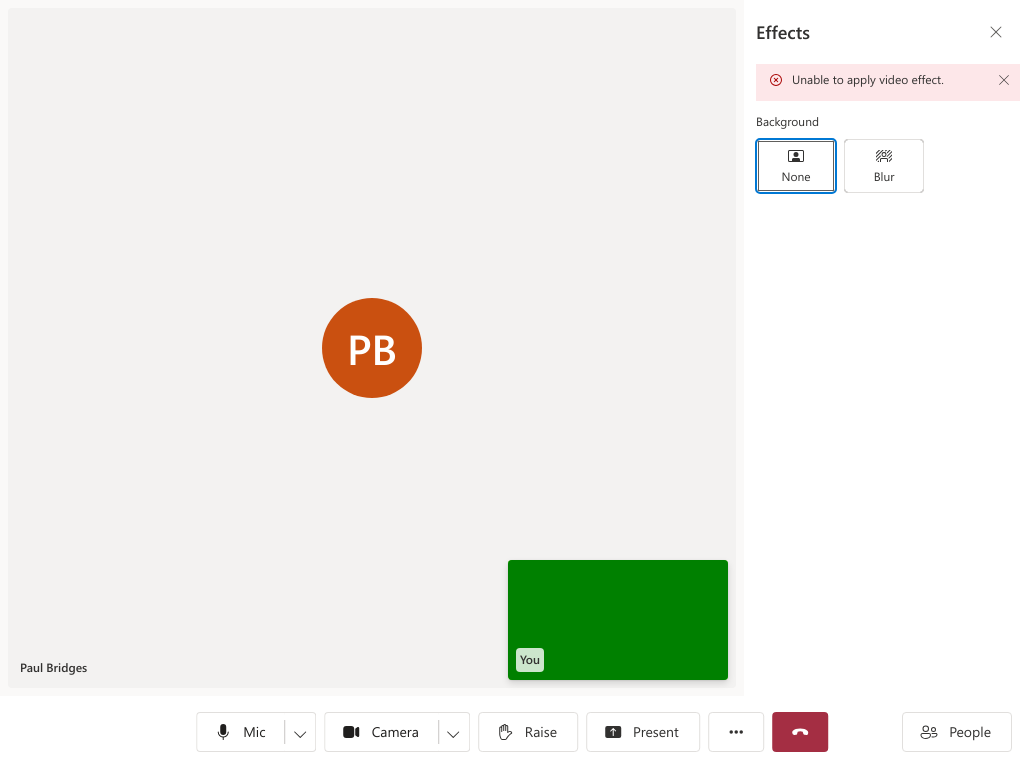 Effects
Unable to apply video effect.
Background
None
Blur
PB
You
Paul Bridges
Mic
Camera
Raise
Present
People